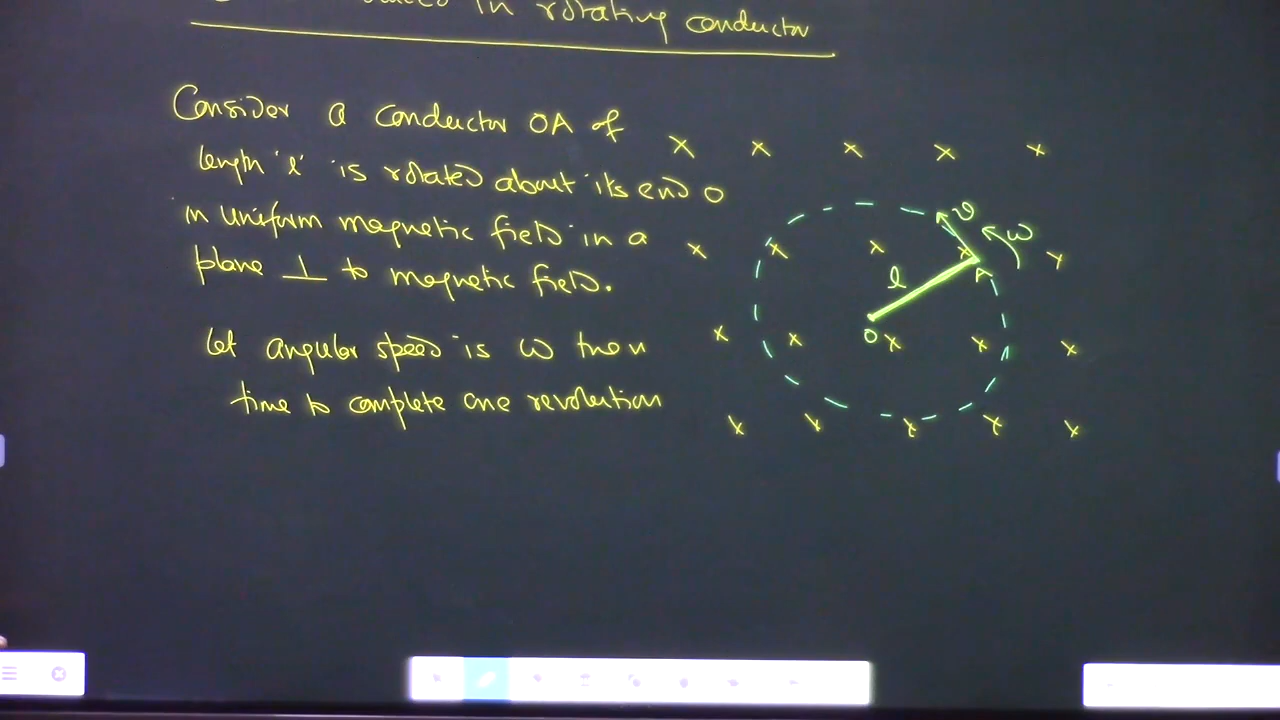 in rotating conductor
Consider a conductor OA of
length 'l' is rotated about its end O
in uniform magnetic field in a
plane ⊥ to magnetic field.
Let angular speed is ω then
time to complete one revolution
x x x x x
v
ω
x x x x x
l
A
x x O x x x
x x x x x